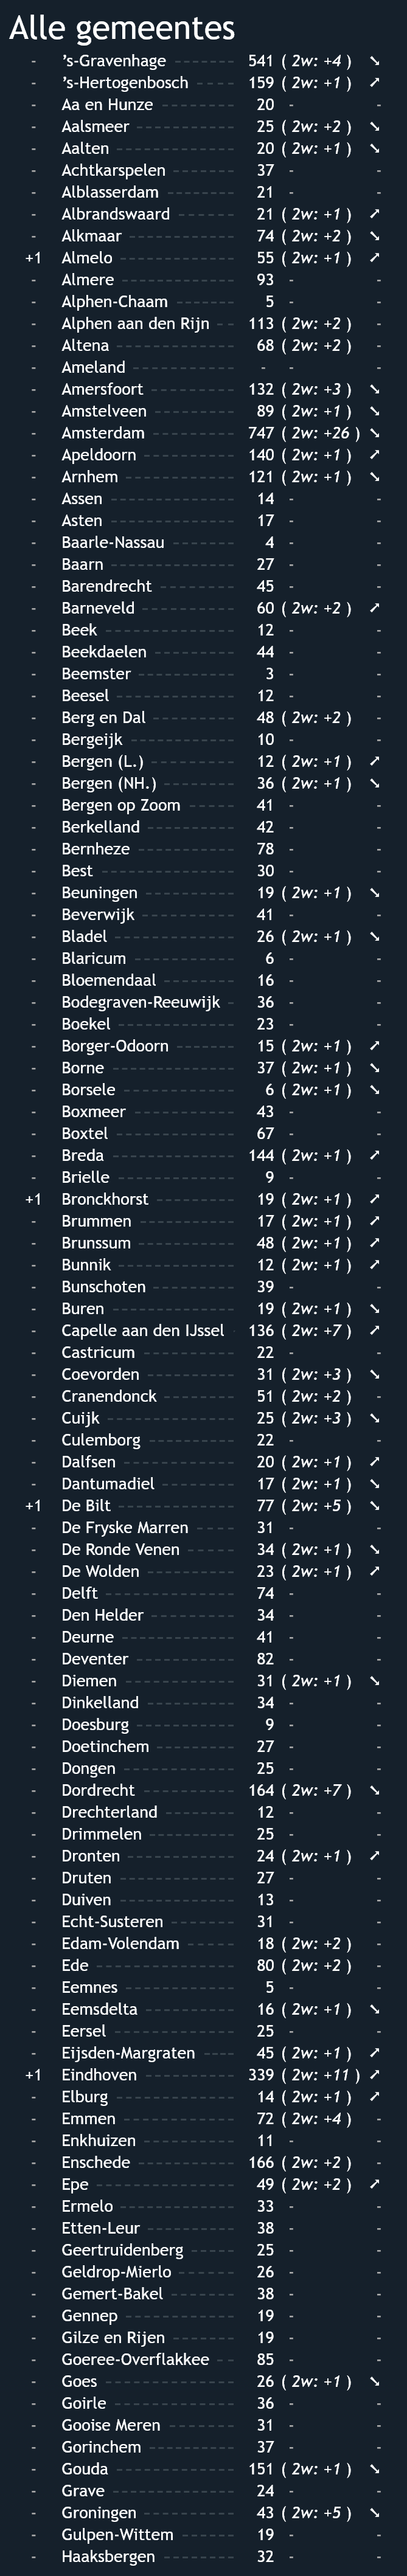 Alle gemeentes
- 's-Gravenhage 541 ( 2w: +4 ) ➘
- 's-Hertogenbosch 159 ( 2w: +1 ) ➚
- Aa en Hunze 20 - -
- Aalsmeer 25 ( 2w: +2 ) ➘
- Aalten 20 ( 2w: +1 ) ➘
- Achtkarspelen 37 - -
- Alblasserdam 21 - -
- Albrandswaard 21 ( 2w: +1 ) ➚
- Alkmaar 74 ( 2w: +2 ) ➘
+1 Almelo 55 ( 2w: +1 ) ➚
- Almere 93 - -
- Alphen-Chaam 5 - -
- Alphen aan den Rijn 113 ( 2w: +2 ) -
- Altena 68 ( 2w: +2 ) -
- Ameland - - -
- Amersfoort 132 ( 2w: +3 ) ➘
- Amstelveen 89 ( 2w: +1 ) ➘
- Amsterdam 747 ( 2w: +26 ) ➘
- Apeldoorn 140 ( 2w: +1 ) ➚
- Arnhem 121 ( 2w: +1 ) ➘
- Assen 14 - -
- Asten 17 - -
- Baarle-Nassau 4 - -
- Baarn 27 - -
- Barendrecht 45 - -
- Barneveld 60 ( 2w: +2 ) ➚
- Beek 12 - -
- Beekdaelen 44 - -
- Beemster 3 - -
- Beesel 12 - -
- Berg en Dal 48 ( 2w: +2 ) -
- Bergeijk 10 - -
- Bergen (L.) 12 ( 2w: +1 ) ➚
- Bergen (NH.) 36 ( 2w: +1 ) ➘
- Bergen op Zoom 41 - -
- Berkelland 42 - -
- Bernheze 78 - -
- Best 30 - -
- Beuningen 19 ( 2w: +1 ) ➘
- Beverwijk 41 - -
- Bladel 26 ( 2w: +1 ) ➘
- Blaricum 6 - -
- Bloemendaal 16 - -
- Bodegraven-Reeuwijk 36 - -
- Boekel 23 - -
- Borger-Odoorn 15 ( 2w: +1 ) ➚
- Borne 37 ( 2w: +1 ) ➘
- Borsele 6 ( 2w: +1 ) ➘
- Boxmeer 43 - -
- Boxtel 67 - -
- Breda 144 ( 2w: +1 ) ➚
- Brielle 9 - -
+1 Bronckhorst 19 ( 2w: +1 ) ➚
- Brummen 17 ( 2w: +1 ) ➚
- Brunssum 48 ( 2w: +1 ) ➚
- Bunnik 12 ( 2w: +1 ) ➚
- Bunschoten 39 - -
- Buren 19 ( 2w: +1 ) ➘
- Capelle aan den IJssel 136 ( 2w: +7 ) ➚
- Castricum 22 - -
- Coevorden 31 ( 2w: +3 ) ➘
- Cranendonck 51 ( 2w: +2 ) -
- Cuijk 25 ( 2w: +3 ) ➘
- Culemborg 22 - -
- Dalfsen 20 ( 2w: +1 ) ➚
- Dantumadiel 17 ( 2w: +1 ) ➘
+1 De Bilt 77 ( 2w: +5 ) ➘
- De Fryske Marren 31 - -
- De Ronde Venen 34 ( 2w: +1 ) ➘
- De Wolden 23 ( 2w: +1 ) ➚
- Delft 74 - -
- Den Helder 34 - -
- Deurne 41 - -
- Deventer 82 - -
- Diemen 31 ( 2w: +1 ) ➘
- Dinkelland 34 - -
- Doesburg 9 - -
- Doetinchem 27 - -
- Dongen 25 - -
- Dordrecht 164 ( 2w: +7 ) ➘
- Drechterland 12 - -
- Drimmelen 25 - -
- Dronten 24 ( 2w: +1 ) ➚
- Druten 27 - -
- Duiven 13 - -
- Echt-Susteren 31 - -
- Edam-Volendam 18 ( 2w: +2 ) -
- Ede 80 ( 2w: +2 ) -
- Eemnes 5 - -
- Eemsdelta 16 ( 2w: +1 ) ➘
- Eersel 25 - -
- Eijsden-Margraten 45 ( 2w: +1 ) ➚
+1 Eindhoven 339 ( 2w: +11 ) ➚
- Elburg 14 ( 2w: +1 ) ➚
- Emmen 72 ( 2w: +4 ) -
- Enkhuizen 11 - -
- Enschede 166 ( 2w: +2 ) -
- Epe 49 ( 2w: +2 ) ➚
- Ermelo 33 - -
- Etten-Leur 38 - -
- Geertruidenberg 25 - -
- Geldrop-Mierlo 26 - -
- Gemert-Bakel 38 - -
- Gennep 19 - -
- Gilze en Rijen 19 - -
- Goeree-Overflakkee 85 - -
- Goes 26 ( 2w: +1 ) ➘
- Goirle 36 - -
- Gooise Meren 31 - -
- Gorinchem 37 - -
- Gouda 151 ( 2w: +1 ) ➘
- Grave 24 - -
- Groningen 43 ( 2w: +5 ) ➘
- Gulpen-Wittem 19 - -
- Haaksbergen 32 - -